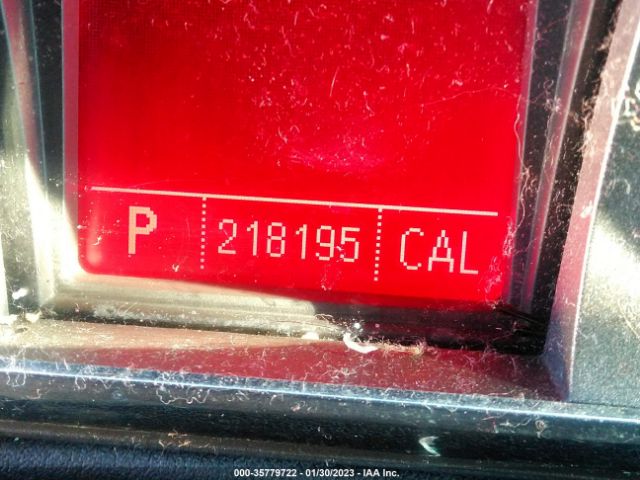 P 218195 CAL
000-35779722 - 01/30/2023 - IAA Inc.